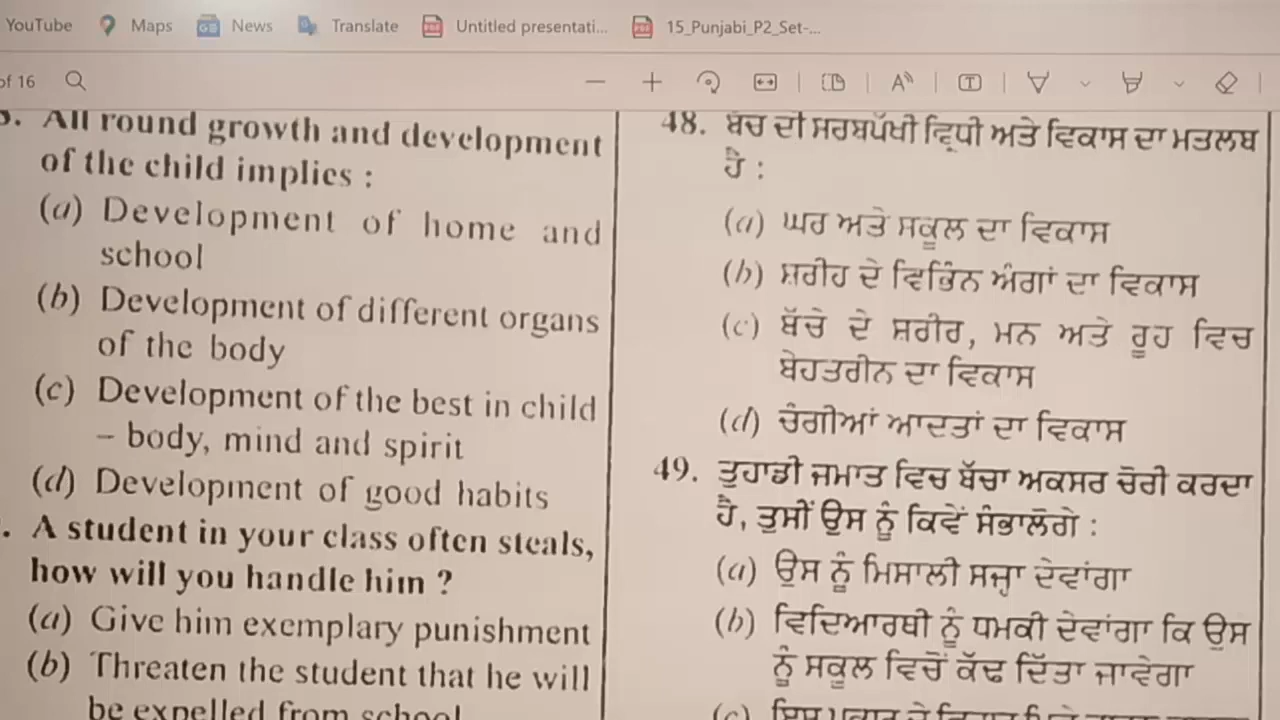 YouTube Maps News Translate Untitled presentati... 15_Punjabi_P2_Set-...
of 16
All round growth and development
of the child implies :
(a) Development of home and
school
(b) Development of different organs
of the body
(c) Development of the best in child
– body, mind and spirit
(d) Development of good habits
. A student in your class often steals,
how will you handle him ?
(a) Give him exemplary punishment
(b) Threaten the student that he will
be expelled from school
48. ਬੱਚੇ ਦੀ ਸਰਬਪੱਖੀ ਵ੍ਰਿਧੀ ਅਤੇ ਵਿਕਾਸ ਦਾ ਮਤਲਬ
ਹੈ :
(a) ਘਰ ਅਤੇ ਸਕੂਲ ਦਾ ਵਿਕਾਸ
(b) ਸ਼ਰੀਹ ਦੇ ਵਿਭਿੰਨ ਅੰਗਾਂ ਦਾ ਵਿਕਾਸ
(c) ਬੱਚੇ ਦੇ ਸ਼ਰੀਰ, ਮਨ ਅਤੇ ਰੂਹ ਵਿਚ
ਬੇਹਤਰੀਨ ਦਾ ਵਿਕਾਸ
(d) ਚੰਗੀਆਂ ਆਦਤਾਂ ਦਾ ਵਿਕਾਸ
49. ਤੁਹਾਡੀ ਜਮਾਤ ਵਿਚ ਬੱਚਾ ਅਕਸਰ ਚੋਰੀ ਕਰਦਾ
ਹੈ, ਤੁਸੀਂ ਉਸ ਨੂੰ ਕਿਵੇਂ ਸੰਭਾਲੋਗੇ :
(a) ਉਸ ਨੂੰ ਮਿਸਾਲੀ ਸਜ਼ਾ ਦੇਵਾਂਗਾ
(b) ਵਿਦਿਆਰਥੀ ਨੂੰ ਧਮਕੀ ਦੇਵਾਂਗਾ ਕਿ ਉਸ
ਨੂੰ ਸਕੂਲ ਵਿਚੋਂ ਕੱਢ ਦਿੱਤਾ ਜਾਵੇਗਾ
(c)